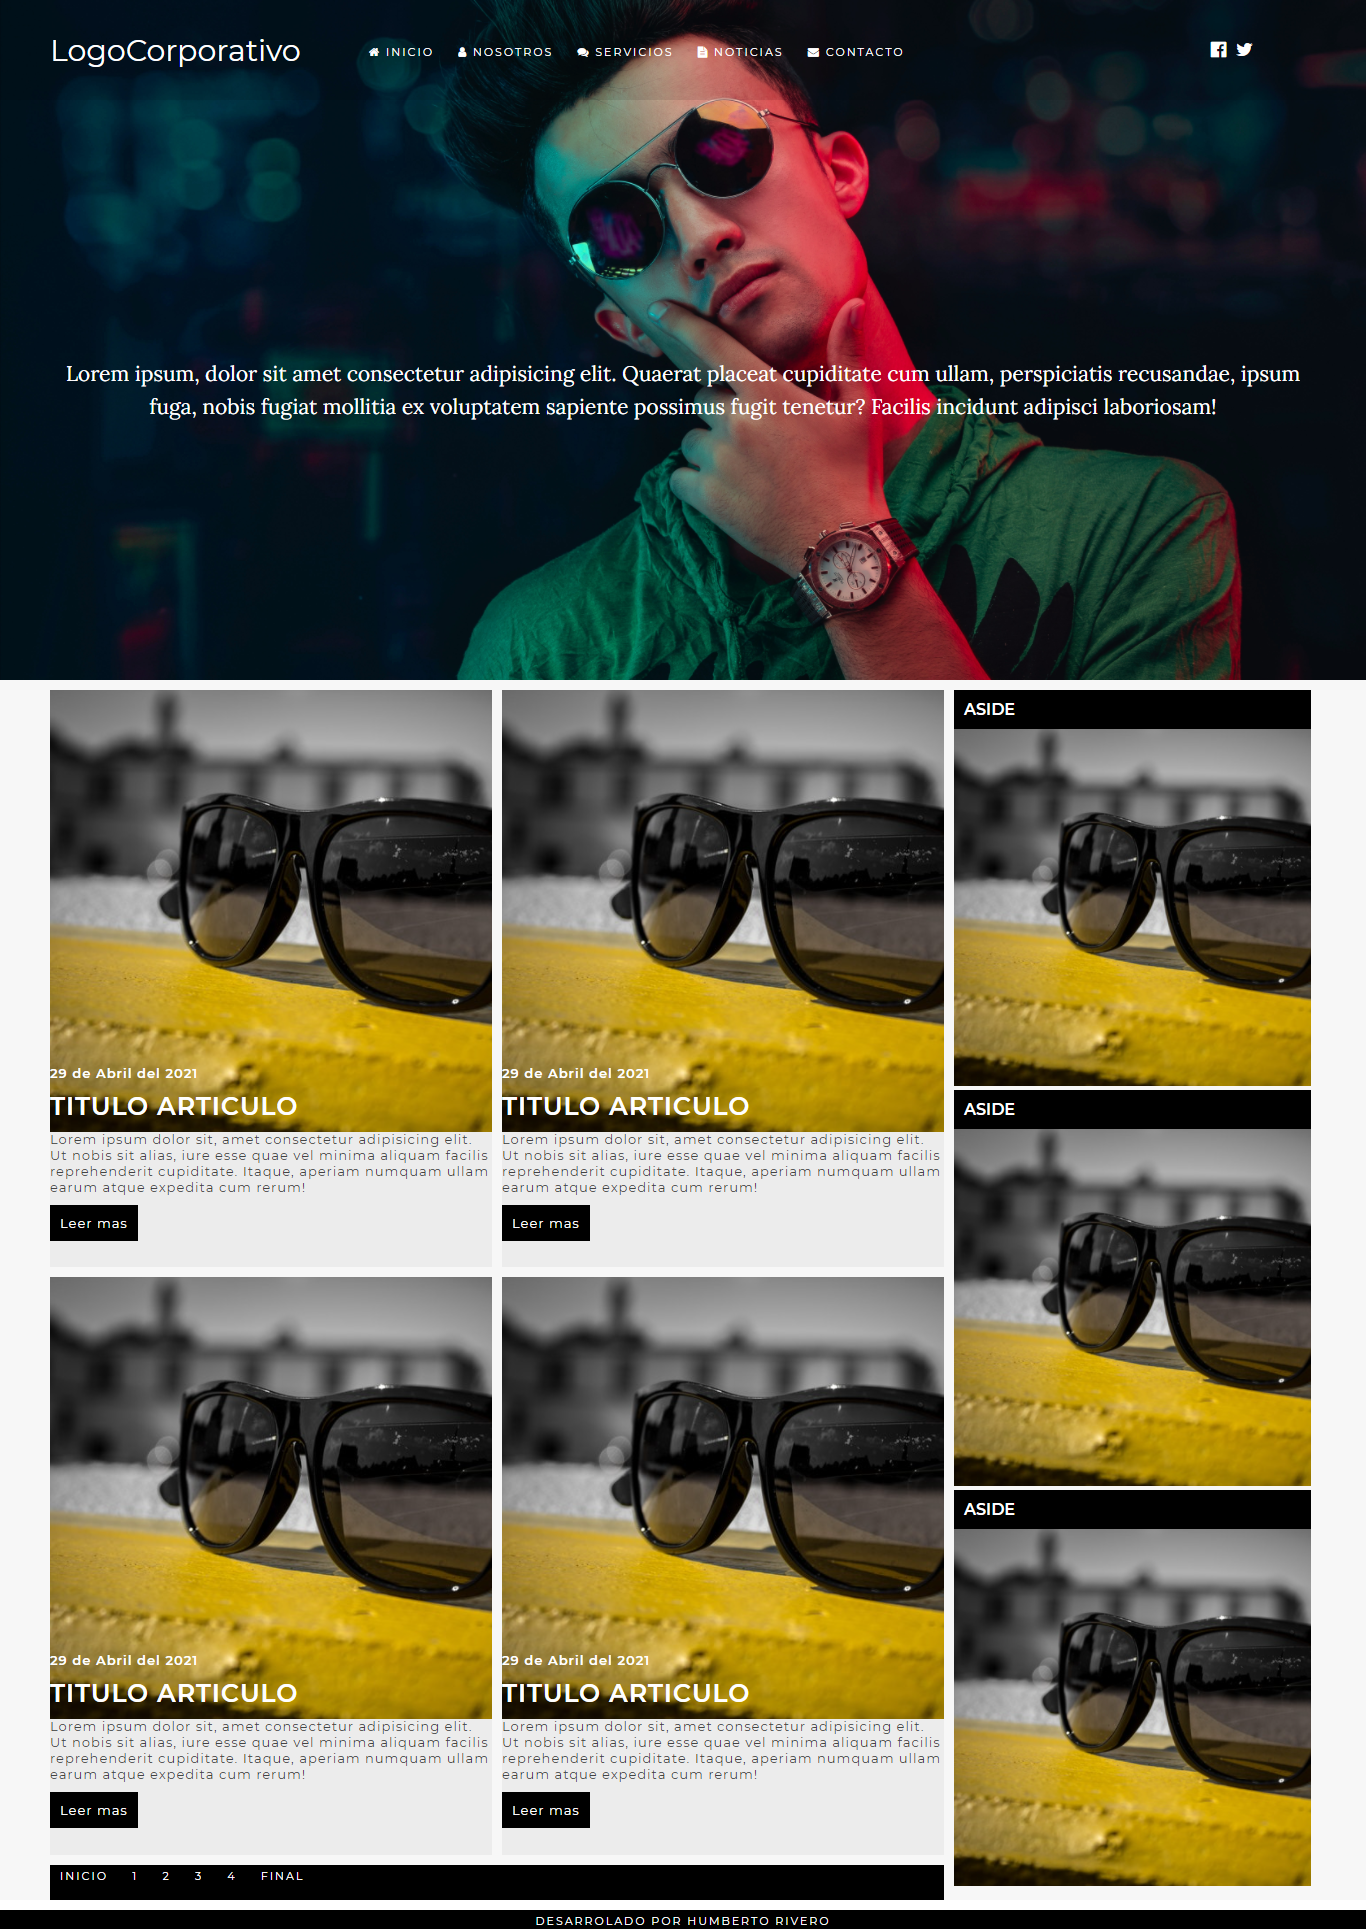 LogoCorporativo
INICIO NOSOTROS SERVICIOS NOTICIAS CONTACTO
Lorem ipsum, dolor sit amet consectetur adipisicing elit. Quaerat placeat cupiditate cum ullam, perspiciatis recusandae, ipsum
fuga, nobis fugiat mollitia ex voluptatem sapiente possimus fugit tenetur? Facilis incidunt adipisci laboriosam!
29 de Abril del 2021
TITULO ARTICULO
Lorem ipsum dolor sit, amet consectetur adipisicing elit.
Ut nobis sit alias, iure esse quae vel minima aliquam facilis
reprehenderit cupiditate. Itaque, aperiam numquam ullam
earum atque expedita cum rerum!
Leer mas
29 de Abril del 2021
TITULO ARTICULO
Lorem ipsum dolor sit, amet consectetur adipisicing elit.
Ut nobis sit alias, iure esse quae vel minima aliquam facilis
reprehenderit cupiditate. Itaque, aperiam numquam ullam
earum atque expedita cum rerum!
Leer mas
29 de Abril del 2021
TITULO ARTICULO
Lorem ipsum dolor sit, amet consectetur adipisicing elit.
Ut nobis sit alias, iure esse quae vel minima aliquam facilis
reprehenderit cupiditate. Itaque, aperiam numquam ullam
earum atque expedita cum rerum!
Leer mas
29 de Abril del 2021
TITULO ARTICULO
Lorem ipsum dolor sit, amet consectetur adipisicing elit.
Ut nobis sit alias, iure esse quae vel minima aliquam facilis
reprehenderit cupiditate. Itaque, aperiam numquam ullam
earum atque expedita cum rerum!
Leer mas
INICIO 1 2 3 4 FINAL
ASIDE
ASIDE
ASIDE
DESARROLADO POR HUMBERTO RIVERO